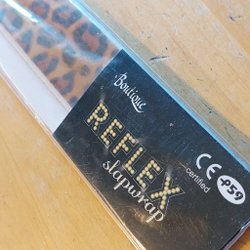 Boutique
REFLEX
slapwrap
CE
certified
P59